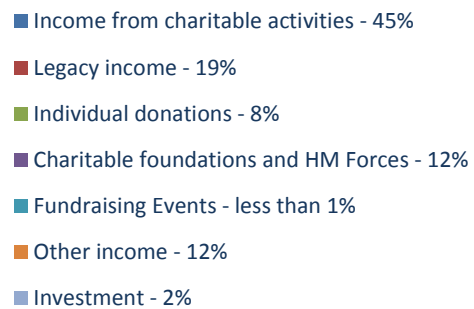 Income from charitable activities - 45%
Legacy income - 19%
Individual donations - 8%
Charitable foundations and HM Forces - 12%
Fundraising Events - less than 1%
Other income - 12%
Investment - 2%